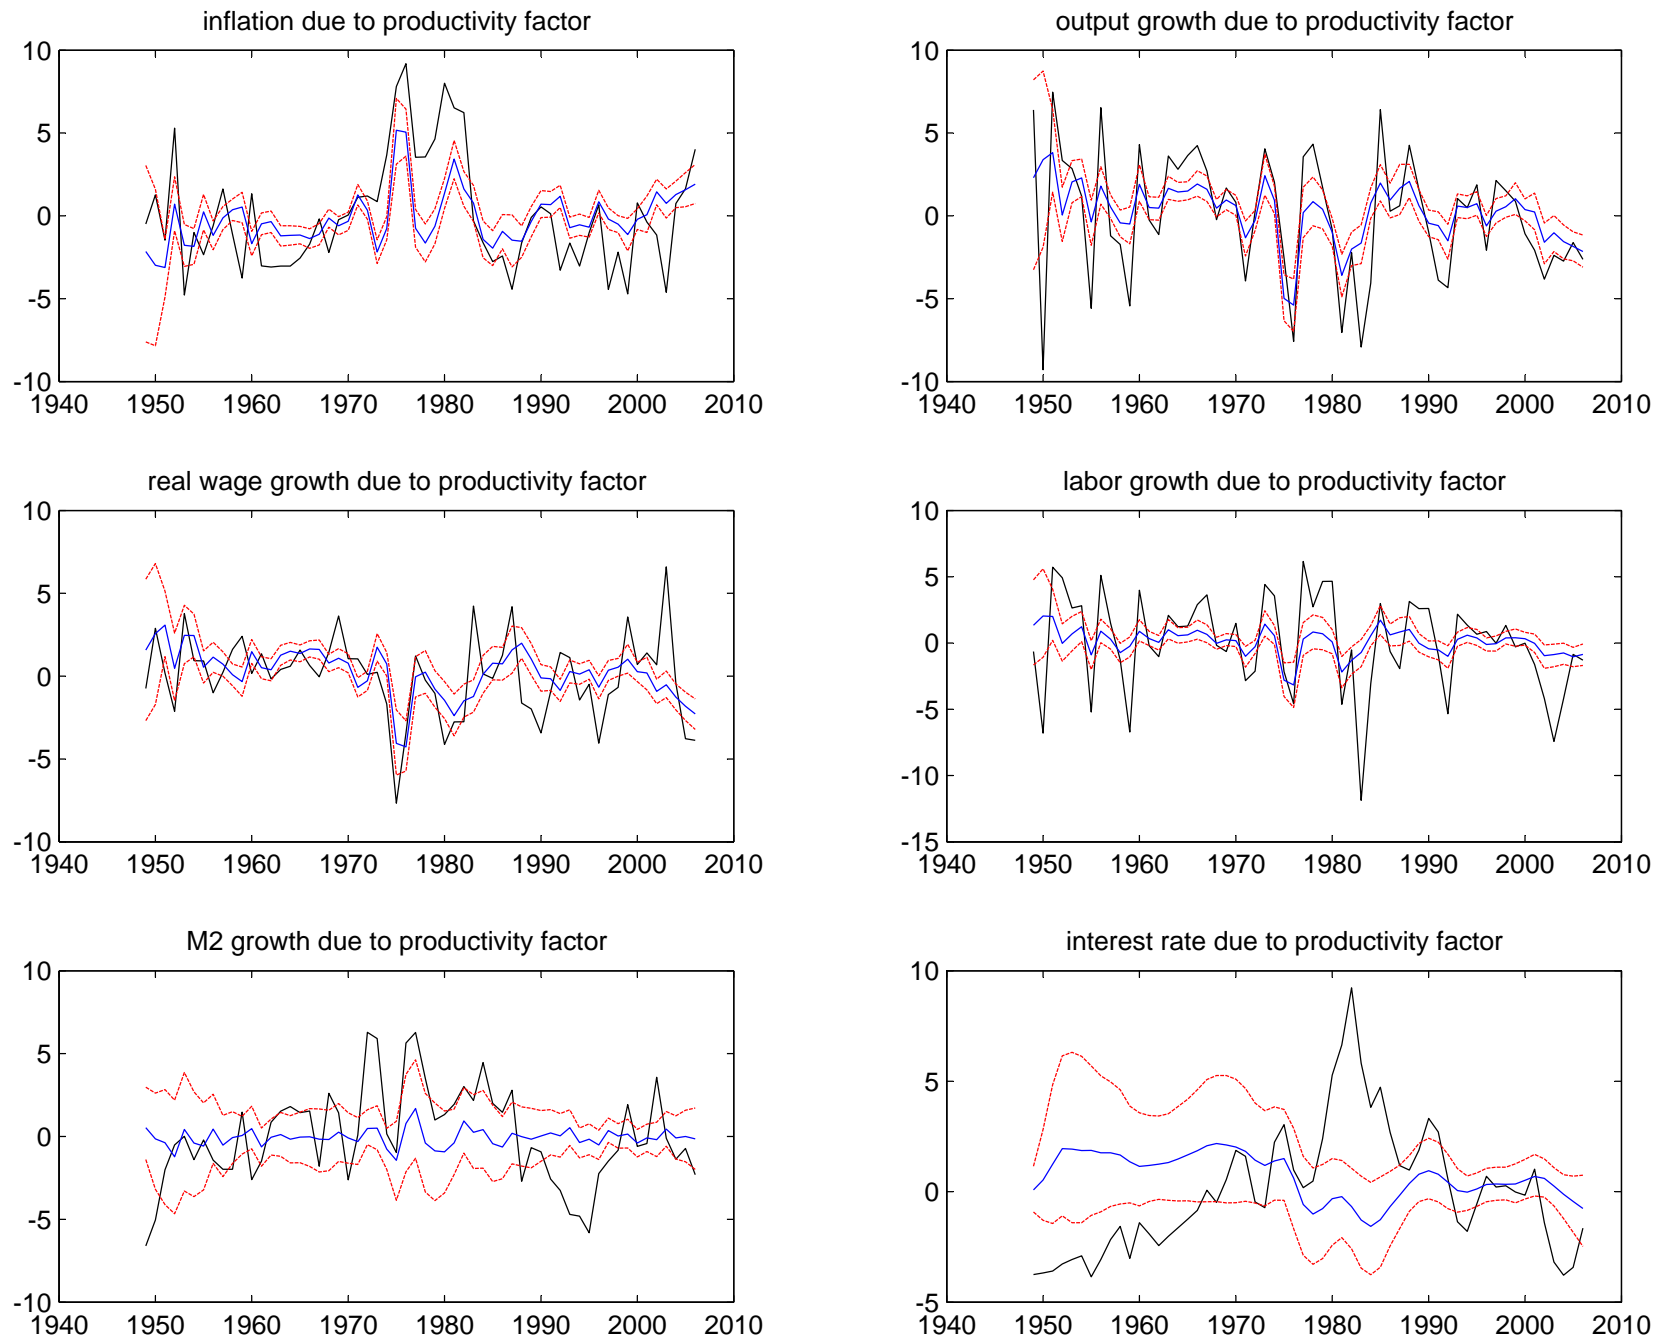 inflation due to productivity factor
10
5
0
-5
-10
1940 1950 1960 1970 1980 1990 2000 2010
output growth due to productivity factor
10
5
0
-5
-10
1940 1950 1960 1970 1980 1990 2000 2010
real wage growth due to productivity factor
10
5
0
-5
-10
1940 1950 1960 1970 1980 1990 2000 2010
labor growth due to productivity factor
10
5
0
-5
-10
-15
1940 1950 1960 1970 1980 1990 2000 2010
M2 growth due to productivity factor
10
5
0
-5
-10
1940 1950 1960 1970 1980 1990 2000 2010
interest rate due to productivity factor
10
5
0
-5
1940 1950 1960 1970 1980 1990 2000 2010